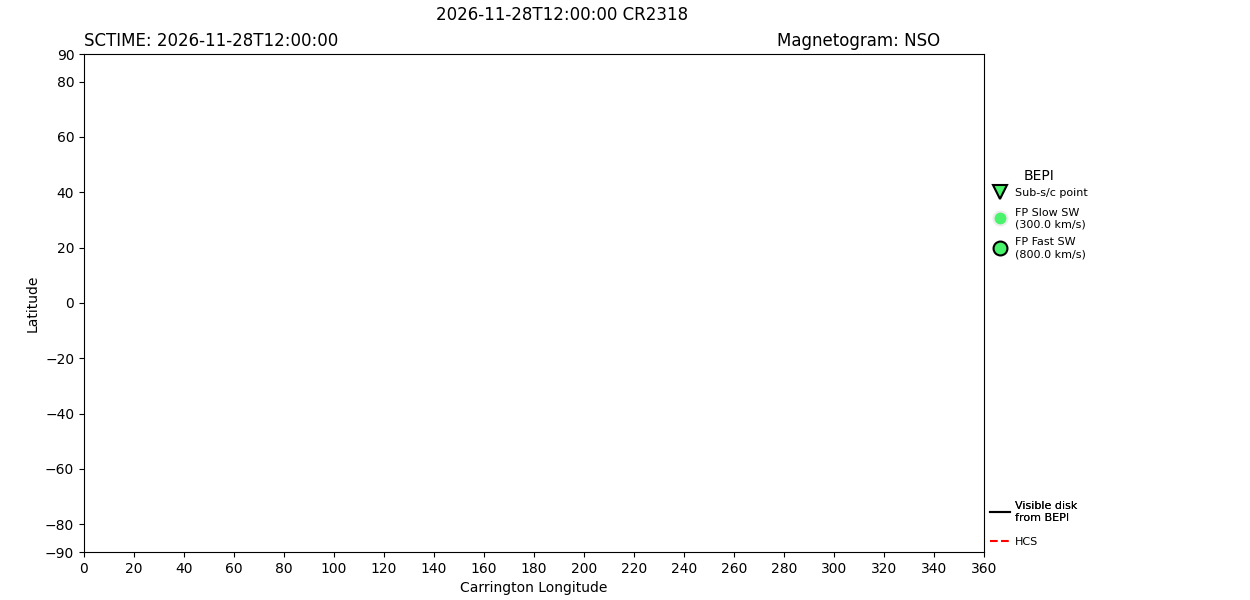 2026-11-28T12:00:00 CR2318
SCTIME: 2026-11-28T12:00:00
Magnetogram: NSO
90
80
60
40
20
0
−20
−40
−60
−80
−90
Latitude
0 20 40 60 80 100 120 140 160 180 200 220 240 260 280 300 320 340 360
Carrington Longitude
BEPI
Sub-s/c point
FP Slow SW
(300.0 km/s)
FP Fast SW
(800.0 km/s)
Visible disk
from BEPI
HCS